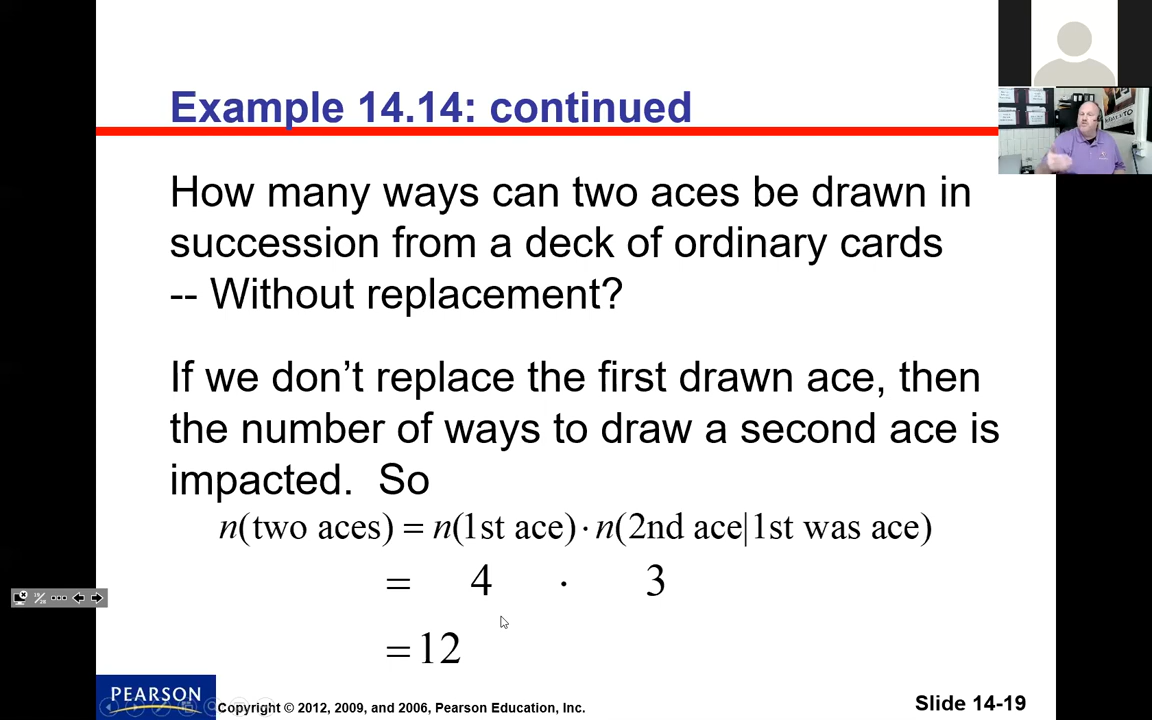 Example 14.14: continued
How many ways can two aces be drawn in
succession from a deck of ordinary cards
-- Without replacement?
If we don’t replace the first drawn ace, then
the number of ways to draw a second ace is
impacted. So
n(two aces) = n(1st ace) · n(2nd ace|1st was ace)
= 4 · 3
= 12
PEARSON
Copyright © 2012, 2009, and 2006, Pearson Education, Inc.
Slide 14-19